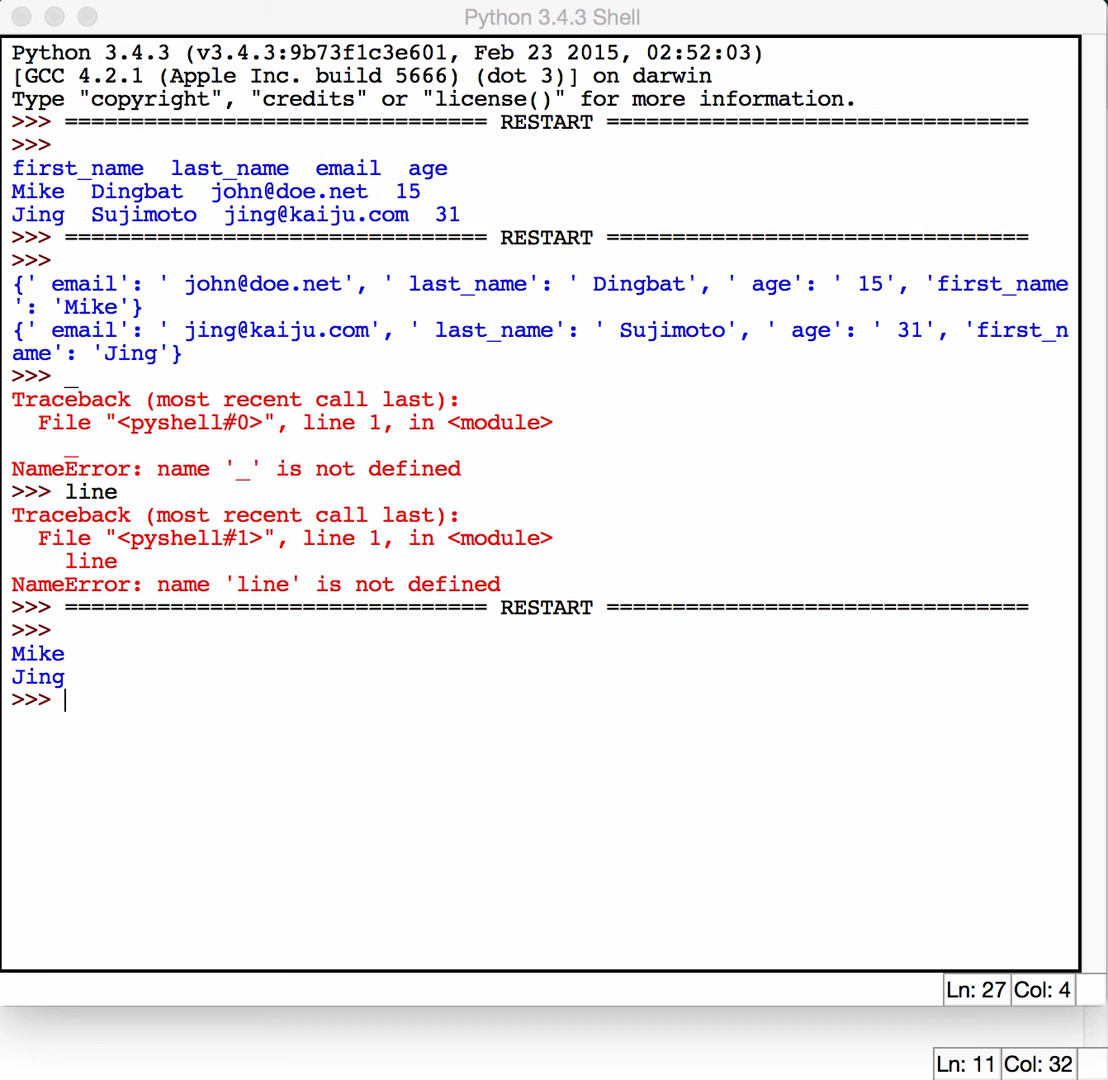 Python 3.4.3 Shell
Python 3.4.3 (v3.4.3:9b73f1c3e601, Feb 23 2015, 02:52:03)
[GCC 4.2.1 (Apple Inc. build 5666) (dot 3)] on darwin
Type "copyright", "credits" or "license()" for more information.
>>> ================================ RESTART ================================
>>>
first_name  last_name  email  age
Mike  Dingbat  john@doe.net  15
Jing  Sujimoto  jing@kaiju.com  31
>>> ================================ RESTART ================================
>>>
{' email': ' john@doe.net', ' last_name': ' Dingbat', ' age': ' 15', 'first_name
': 'Mike'}
{' email': ' jing@kaiju.com', ' last_name': ' Sujimoto', ' age': ' 31', 'first_n
ame': 'Jing'}
>>> _
Traceback (most recent call last):
  File "<pyshell#0>", line 1, in <module>
    _
NameError: name '_' is not defined
>>> line
Traceback (most recent call last):
  File "<pyshell#1>", line 1, in <module>
    line
NameError: name 'line' is not defined
>>> ================================ RESTART ================================
>>>
Mike
Jing
>>>
Ln: 27 Col: 4
Ln: 11 Col: 32